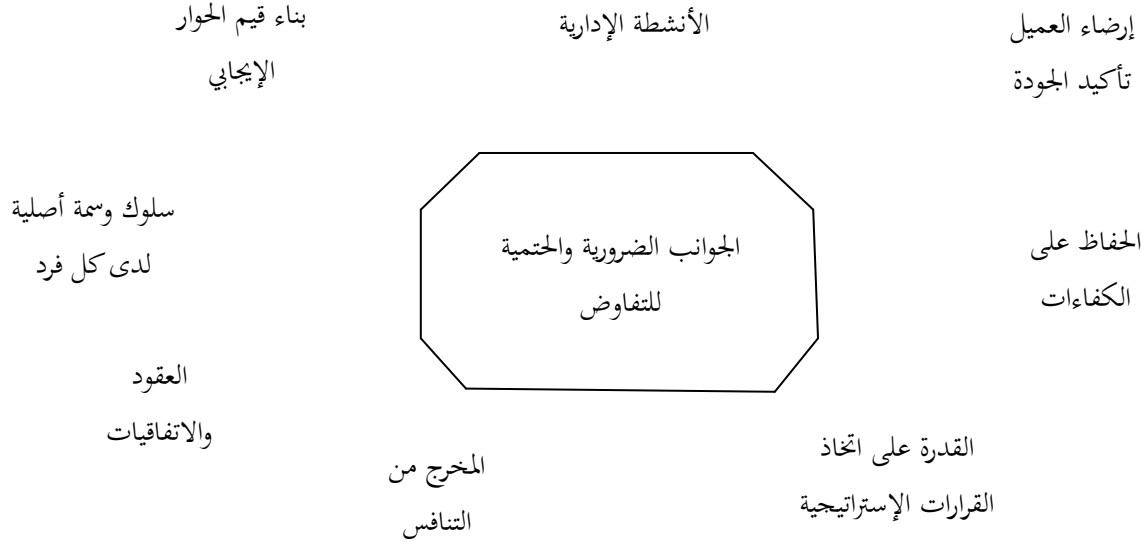 إرضاء العميل
تأكيد الجودة
الأنشطة الإدارية
بناء قيم الحوار
الإيجابي
الجوانب الضرورية والحتمية
للتفاوض
سلوك وسمة أصلية
لدى كل فرد
الحفاظ على
الكفاءات
العقود
والاتفاقيات
المخرج من
التنافس
القدرة على اتخاذ
القرارات الإستراتيجية